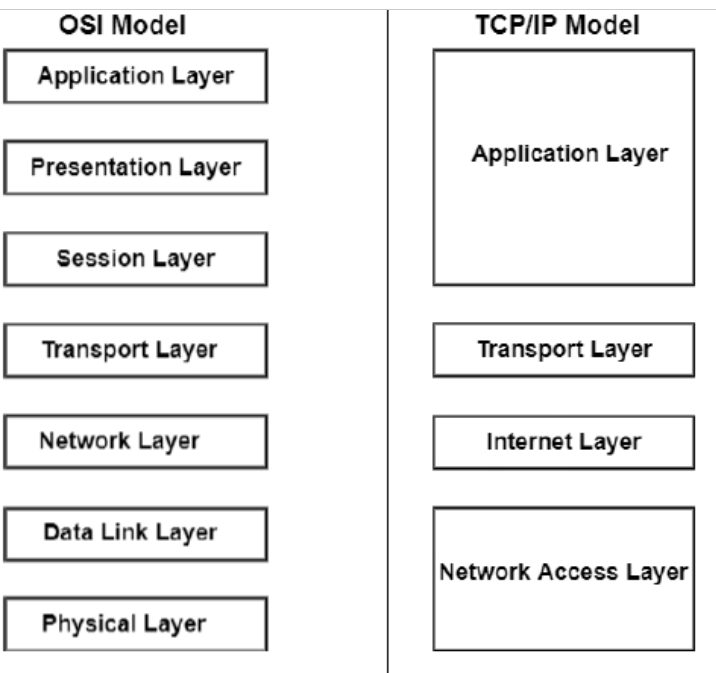 OSI Model
Application Layer
Presentation Layer
Session Layer
Transport Layer
Network Layer
Data Link Layer
Physical Layer
TCP/IP Model
Application Layer
Transport Layer
Internet Layer
Network Access Layer